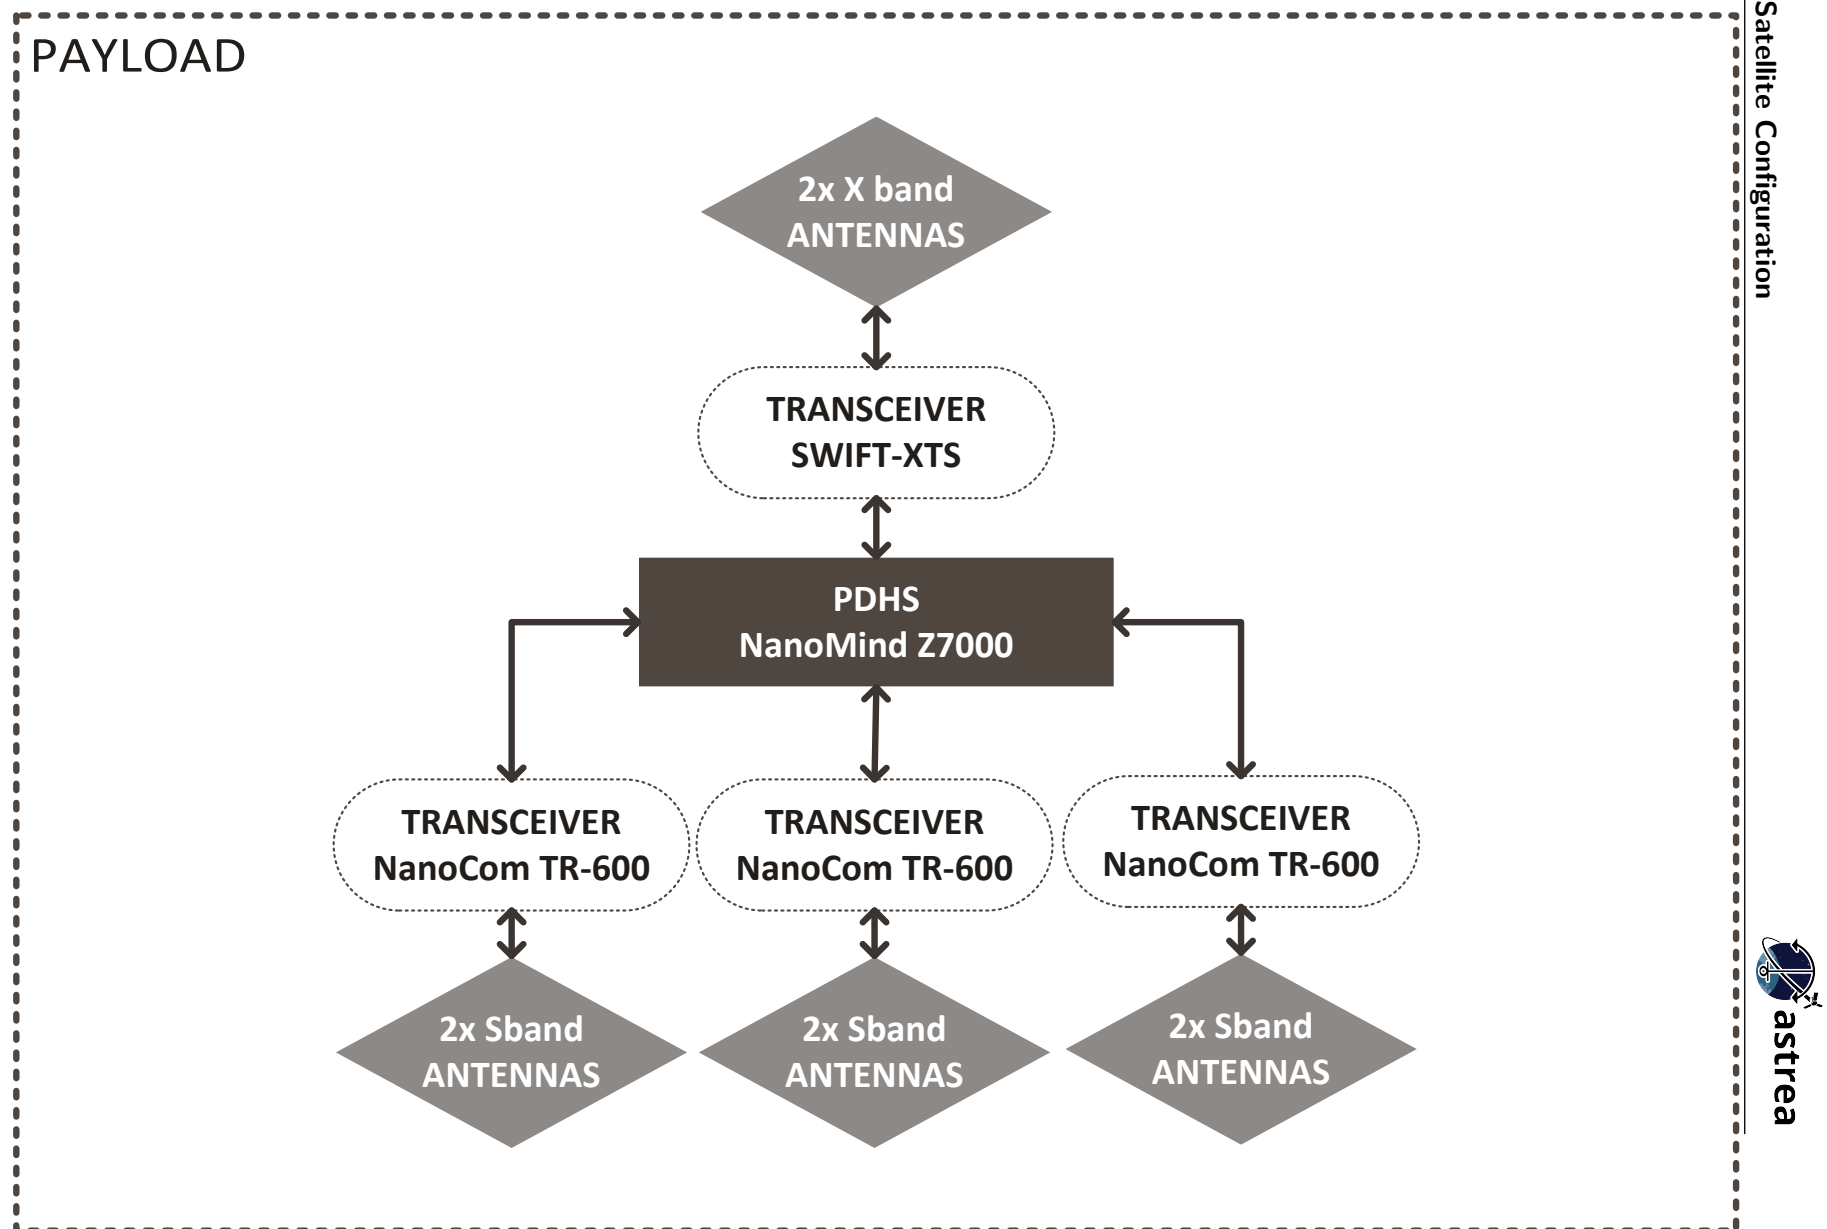 PAYLOAD
2x X band
ANTENNAS
TRANSCEIVER
SWIFT-XTS
PDHS
NanoMind Z7000
TRANSCEIVER
NanoCom TR-600
TRANSCEIVER
NanoCom TR-600
TRANSCEIVER
NanoCom TR-600
2x Sband
ANTENNAS
2x Sband
ANTENNAS
2x Sband
ANTENNAS
Satellite Configuration
astrea